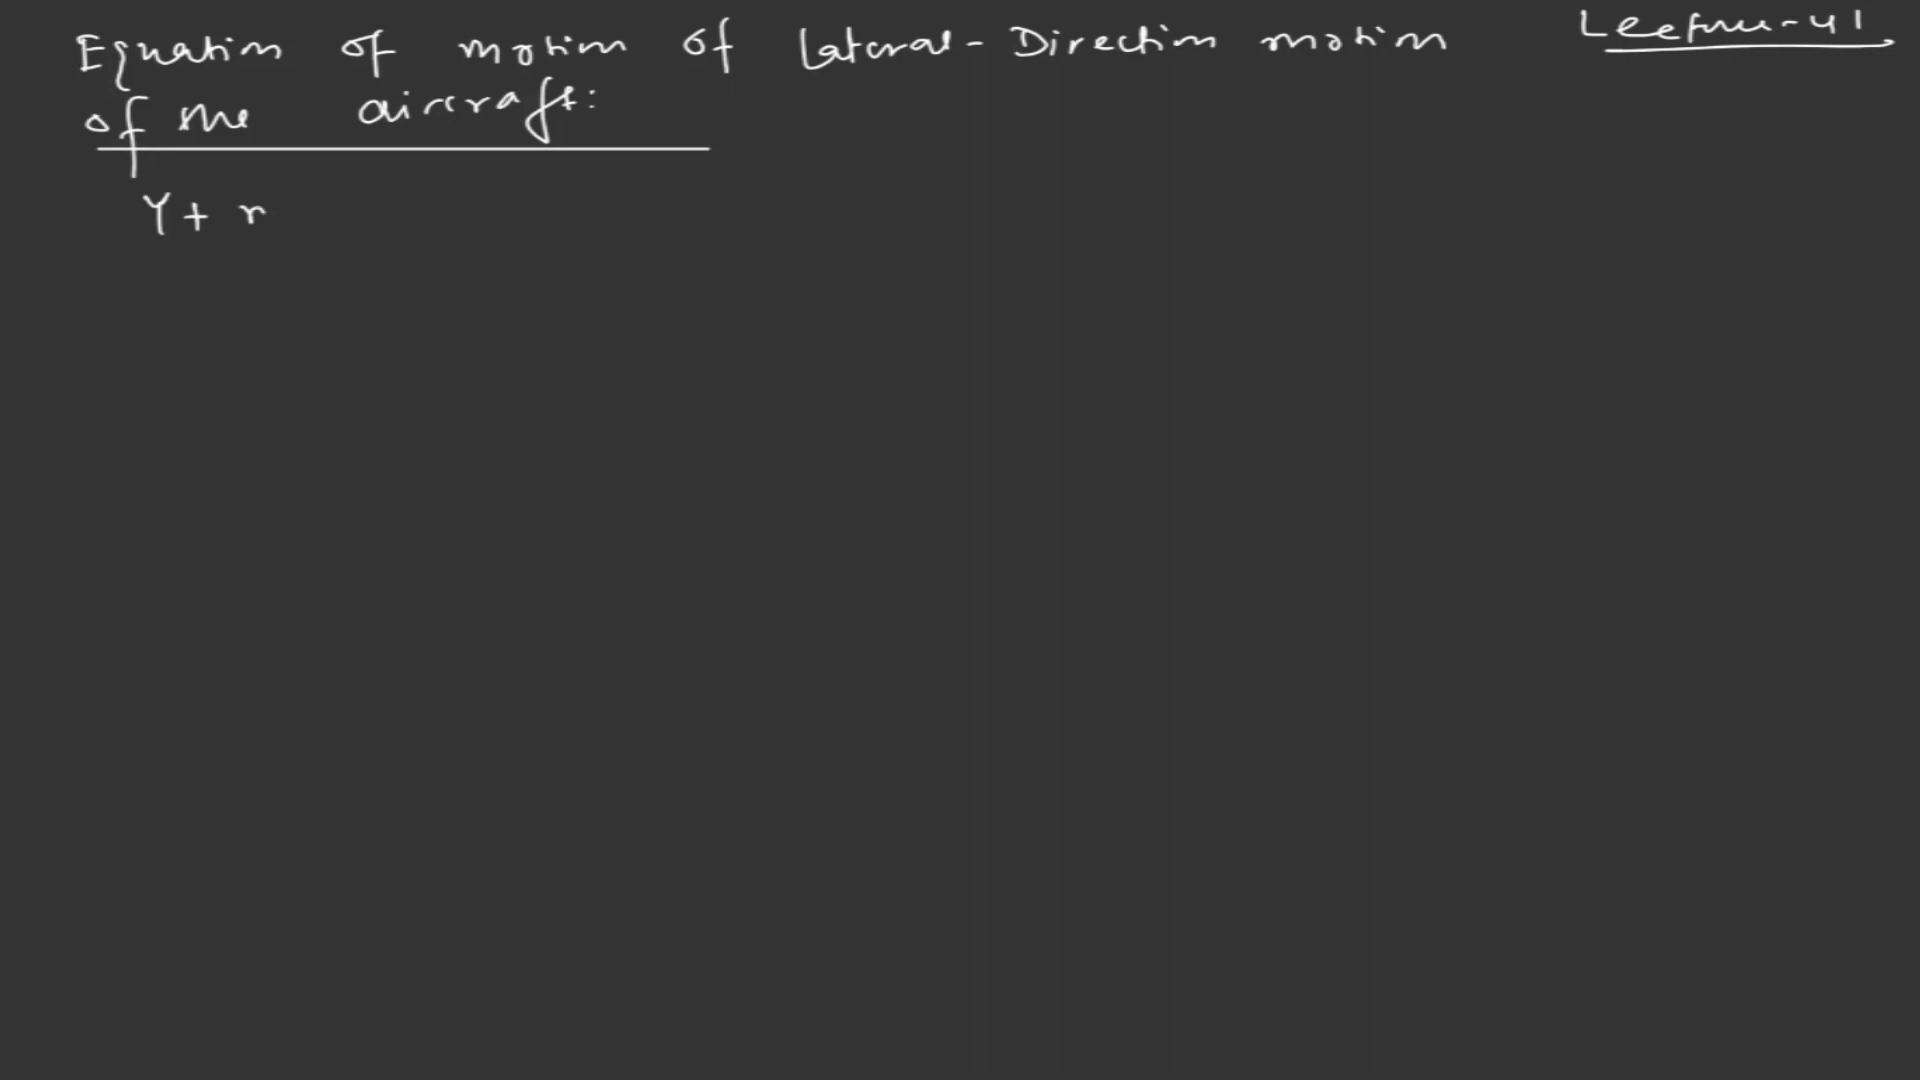 Equation of motion of Lateral-Direction motion Lecture-41
of the aircraft:
Y + n